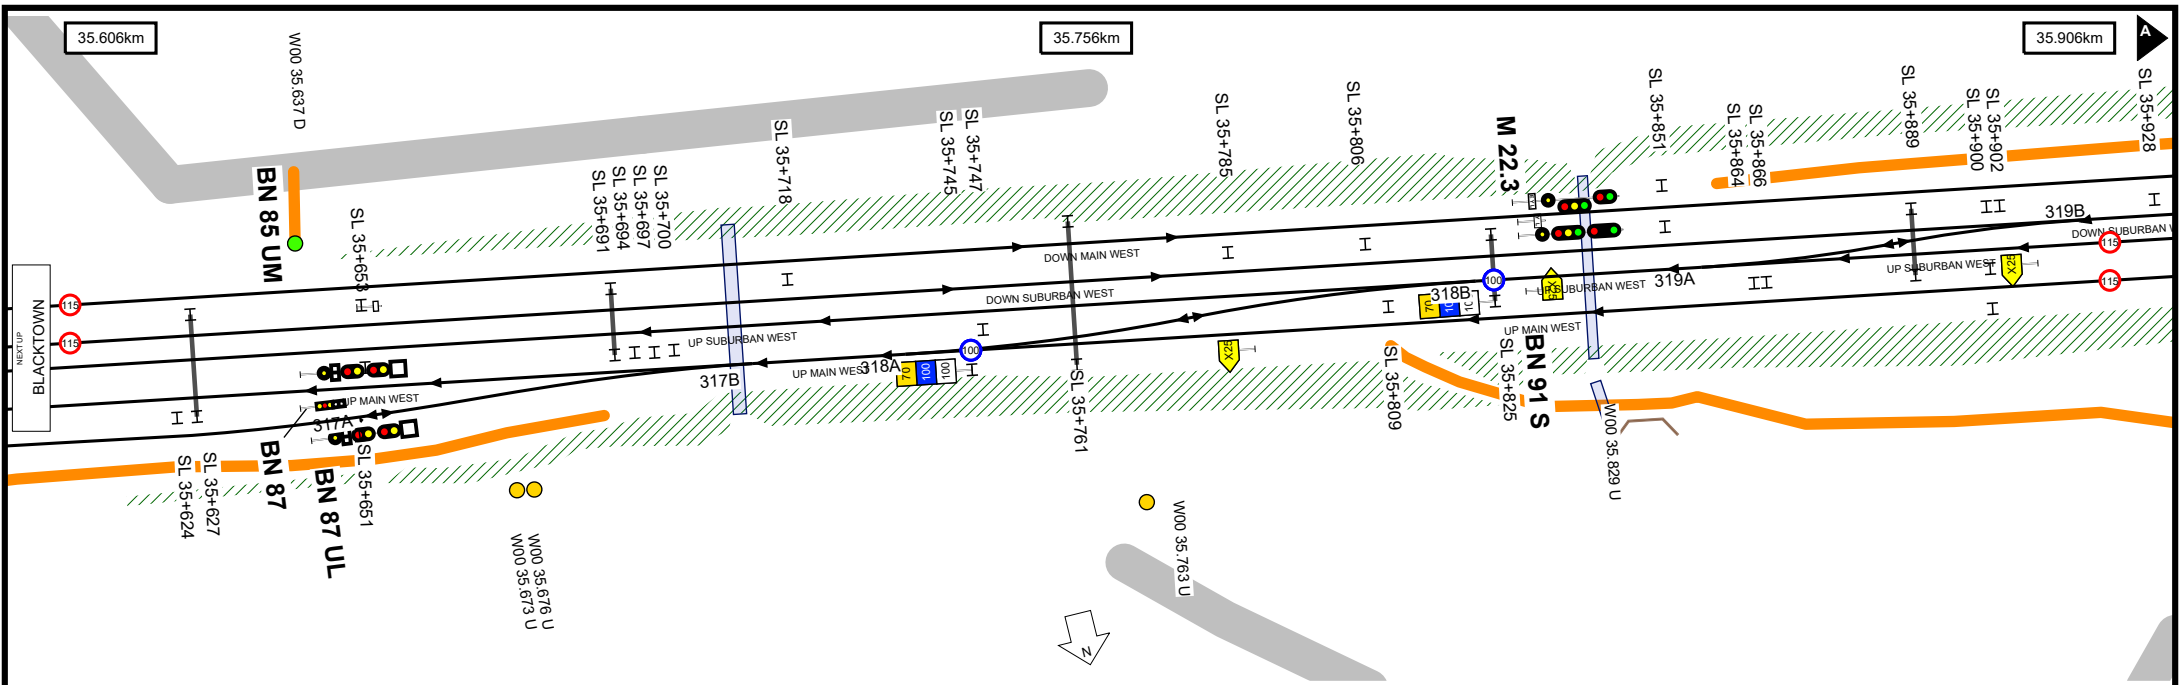 35.606km
35.756km
35.906km
A
W00 35.637 D
BN 85 UM
SL 35+653
SL 35+691
SL 35+694
SL 35+697
SL 35+700
SL 35+718
SL 35+745
SL 35+747
SL 35+785
SL 35+806
M 22.3
SL 35+851
SL 35+864
SL 35+866
SL 35+889
SL 35+900
SL 35+902
SL 35+928
319B
DOWN SUBURBAN W
115
DOWN MAIN WEST
DOWN SUBURBAN WEST
UP SUBURBAN WEST
X25
100
UP SUBURBAN WEST
319A
115
318B
70
UP MAIN WEST
NEXT UP
BLACKTOWN
115
115
UP SUBURBAN WEST
100
X25
317B
UP MAIN WEST
318A
70
100
100
UP MAIN WEST
317A
SL 35+624
SL 35+627
BN 87
BN 87 UL
SL 35+651
W00 35.673 U
W00 35.676 U
SL 35+761
W00 35.763 U
SL 35+809
SL 35+825
BN 91 S
W00 35.829 U
N